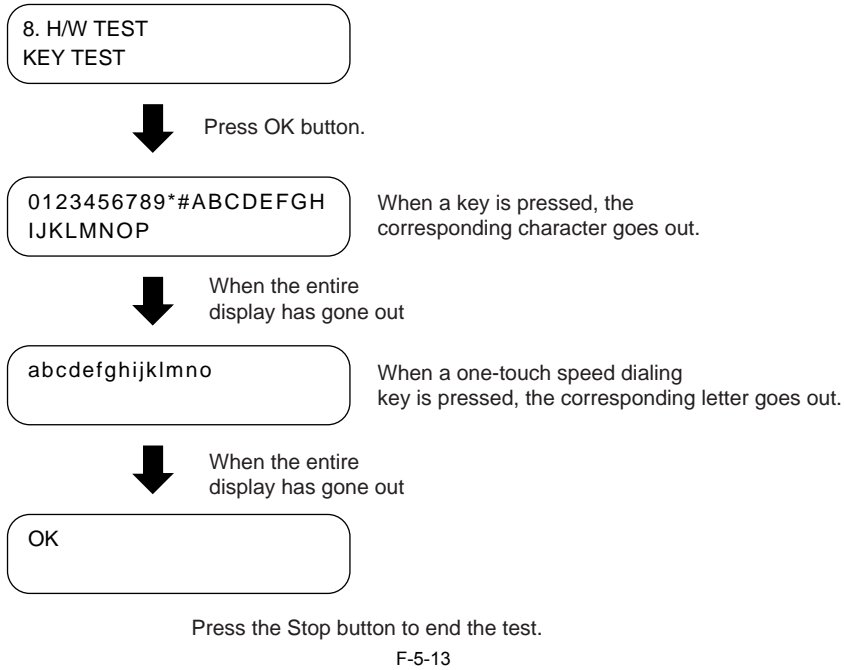 8. H/W TEST
KEY TEST
Press OK button.
0123456789*#ABCDEFGH
IJKLMNOP
When a key is pressed, the
corresponding character goes out.
When the entire
display has gone out
abcdefghijklmno
When a one-touch speed dialing
key is pressed, the corresponding letter goes out.
When the entire
display has gone out
OK
Press the Stop button to end the test.
F-5-13